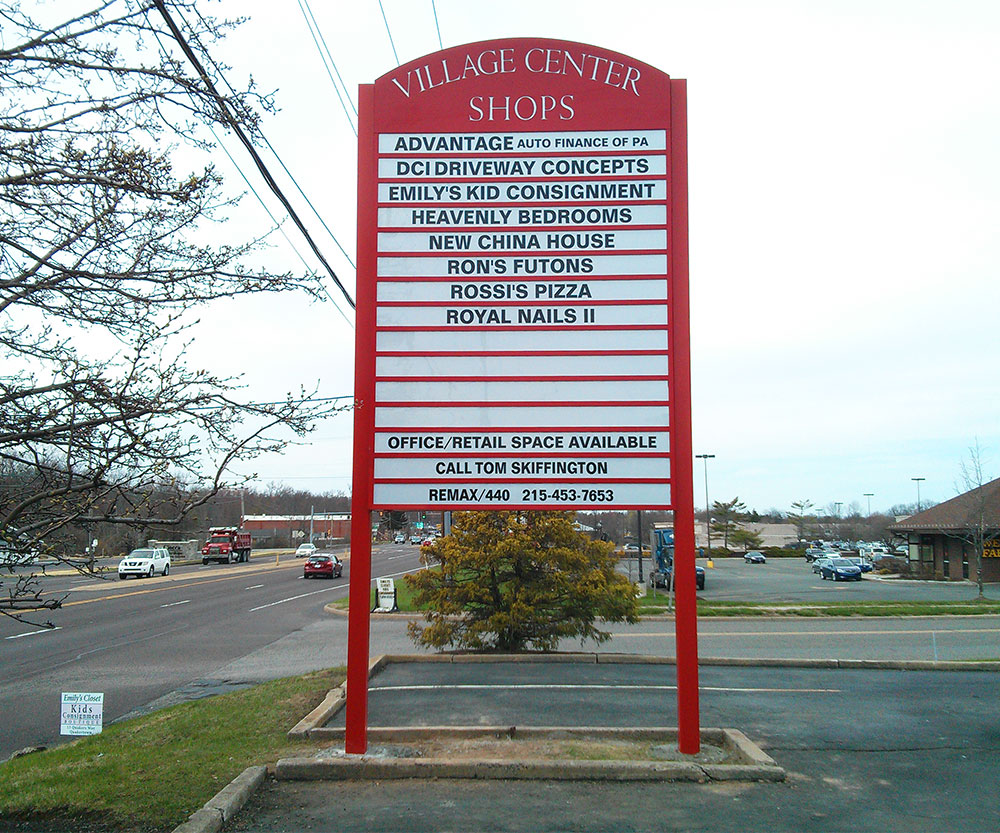 VILLAGE CENTER
SHOPS
ADVANTAGE AUTO FINANCE OF PA
DCI DRIVEWAY CONCEPTS
EMILY'S KID CONSIGNMENT
HEAVENLY BEDROOMS
NEW CHINA HOUSE
RON'S FUTONS
ROSSI'S PIZZA
ROYAL NAILS II
OFFICE/RETAIL SPACE AVAILABLE
CALL TOM SKIFFINGTON
REMAX/440 215-453-7653
Emily's Closet
Kids
Consignment
BOUTIQUE